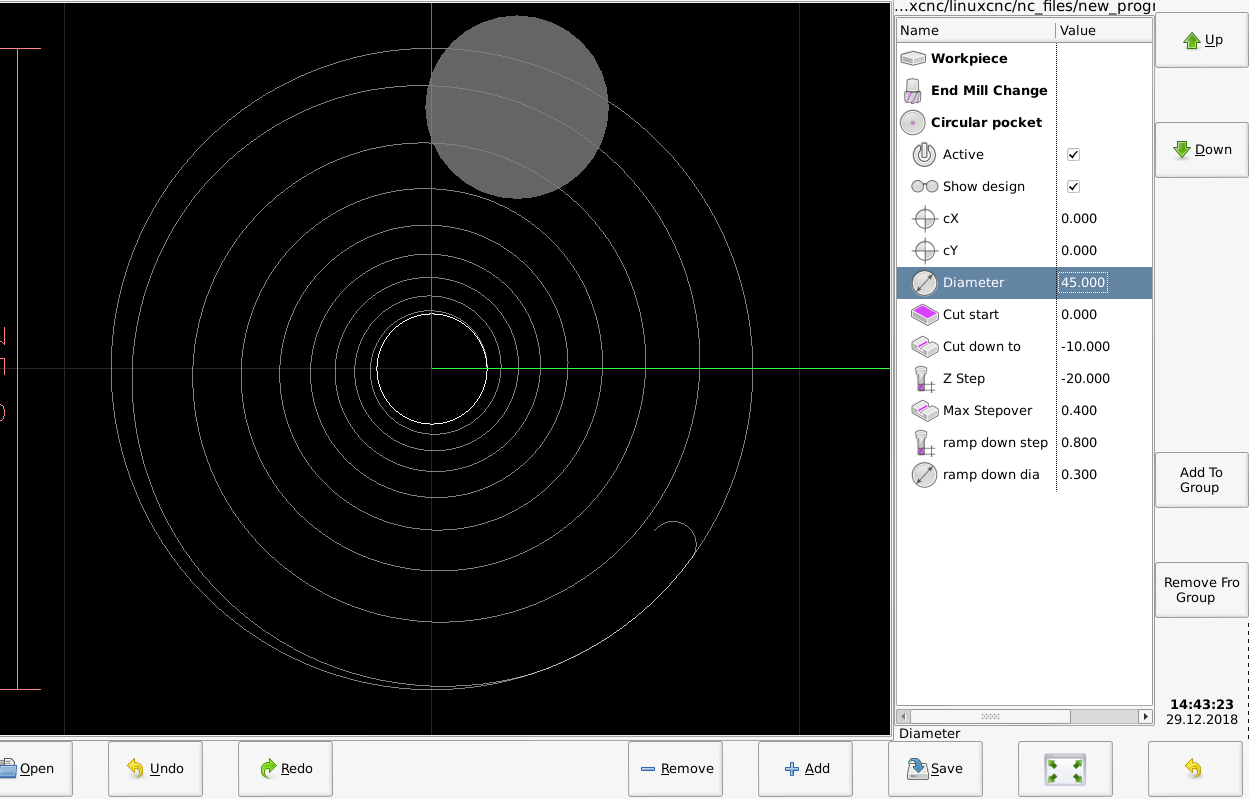 ...xcnc/linuxcnc/nc_files/new_progr
Name Value
Workpiece
End Mill Change
Circular pocket
Active
Show design
cX 0.000
cY 0.000
Diameter 45.000
Cut start 0.000
Cut down to -10.000
Z Step -20.000
Max Stepover 0.400
ramp down step 0.800
ramp down dia 0.300
Diameter
Up
Down
Add To
Group
Remove Fro
Group
14:43:23
29.12.2018
Open Undo Redo Remove Add Save